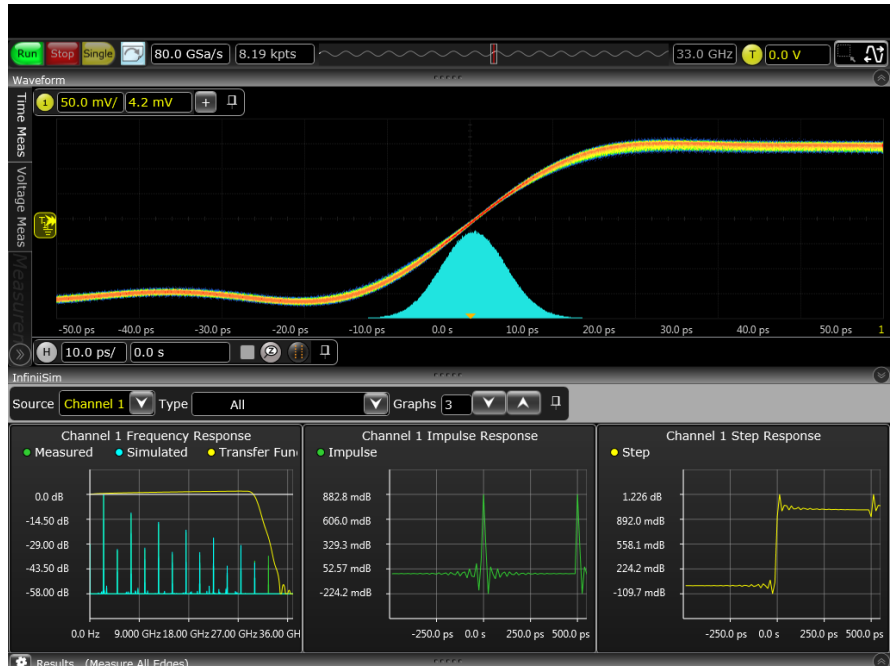 Run Stop Single 80.0 GSa/s 8.19 kpts 33.0 GHz T 0.0 V
Waveform
Time Meas
Voltage Meas
1 50.0 mV/ 4.2 mV +
T
-50.0 ps -40.0 ps -30.0 ps -20.0 ps -10.0 ps 0.0 s 10.0 ps 20.0 ps 30.0 ps 40.0 ps 50.0 ps 1
H 10.0 ps/ 0.0 s
InfiniiSim
Source Channel 1 Type All Graphs 3
Channel 1 Frequency Response
Measured Simulated Transfer Fun
0.0 dB
-14.50 dB
-29.00 dB
-43.50 dB
-58.00 dB
0.0 Hz 9.000 GHz 18.00 GHz 27.00 GHz 36.00 GH
Channel 1 Impulse Response
Impulse
882.8 mdB
606.0 mdB
329.3 mdB
52.57 mdB
-224.2 mdB
-250.0 ps 0.0 s 250.0 ps 500.0 ps
Channel 1 Step Response
Step
1.226 dB
892.0 mdB
558.1 mdB
224.2 mdB
-109.7 mdB
-250.0 ps 0.0 s 250.0 ps 500.0 ps
Results (Measure All Edges)